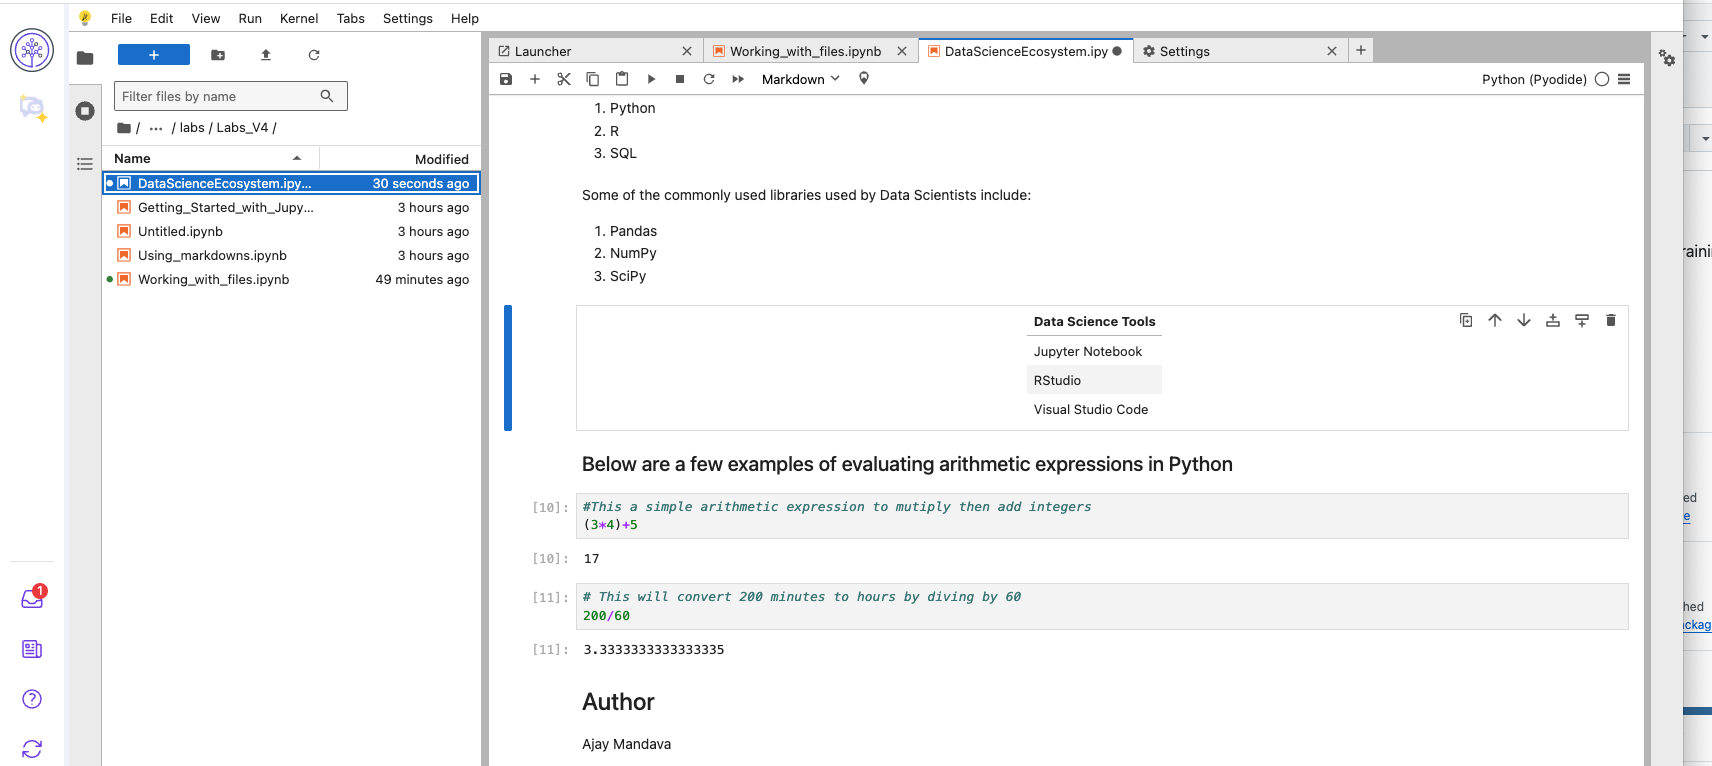 File Edit View Run Kernel Tabs Settings Help
Launcher
Working_with_files.ipynb
DataScienceEcosystem.ipy
Settings
Markdown
Python (Pyodide)
Filter files by name
/ ... / labs / Labs_V4 /
Name Modified
DataScienceEcosystem.ipy... 30 seconds ago
Getting_Started_with_Jupy... 3 hours ago
Untitled.ipynb 3 hours ago
Using_markdowns.ipynb 3 hours ago
Working_with_files.ipynb 49 minutes ago
1
1. Python
2. R
3. SQL
Some of the commonly used libraries used by Data Scientists include:
1. Pandas
2. NumPy
3. SciPy
Data Science Tools
Jupyter Notebook
RStudio
Visual Studio Code
Below are a few examples of evaluating arithmetic expressions in Python
[10]: #This a simple arithmetic expression to mutiply then add integers
(3*4)+5
[10]: 17
[11]: # This will convert 200 minutes to hours by diving by 60
200/60
[11]: 3.3333333333333335
Author
Ajay Mandava